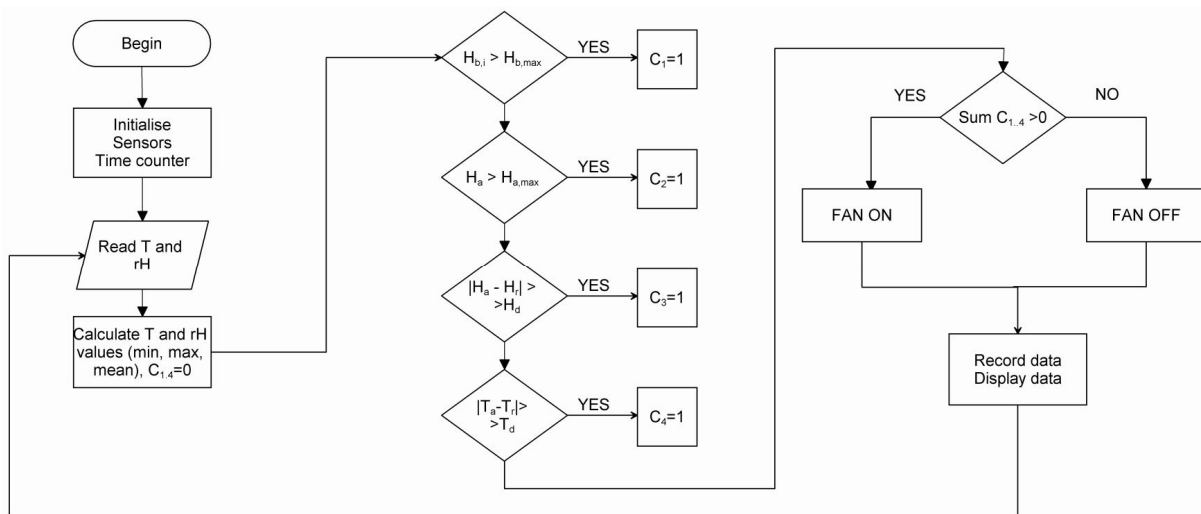 Begin
Initialise
Sensors
Time counter
Read T and
rH
Calculate T and rH
values (min, max,
mean), C1.4=0
Hb,i > Hb,max
YES
C1=1
Ha > Ha,max
YES
C2=1
|Ha - Hr| >
>Hd
YES
C3=1
|Ta-Tr|>
>Td
YES
C4=1
Sum C1..4 >0
YES
NO
FAN ON
FAN OFF
Record data
Display data